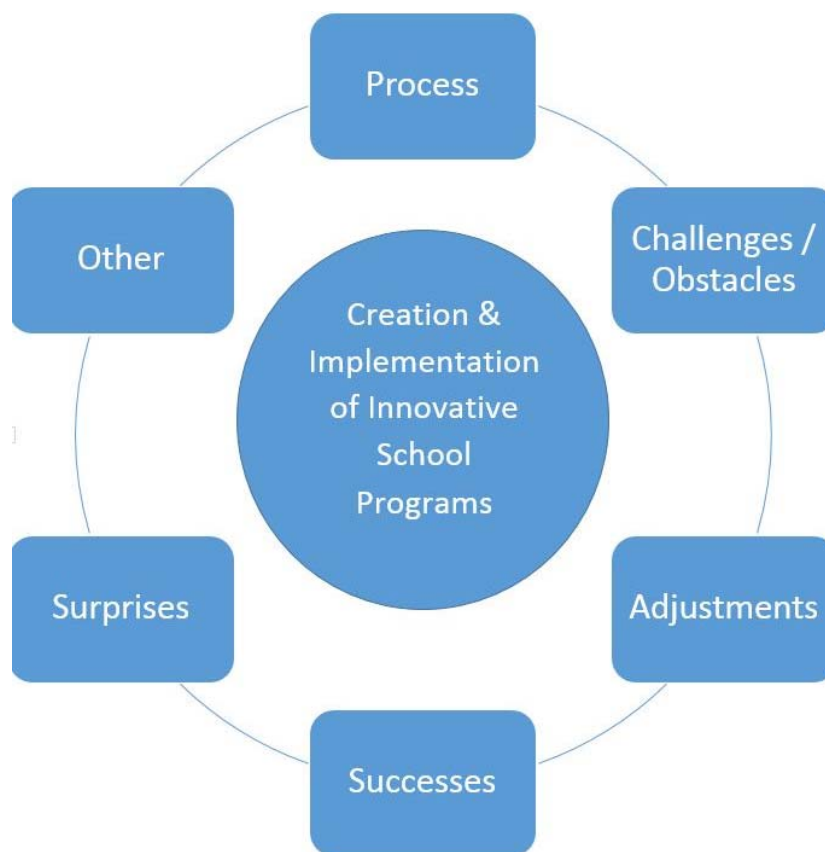 Process
Challenges /
Obstacles
Other
Creation &
Implementation
of Innovative
School
Programs
Surprises
Adjustments
Successes
]